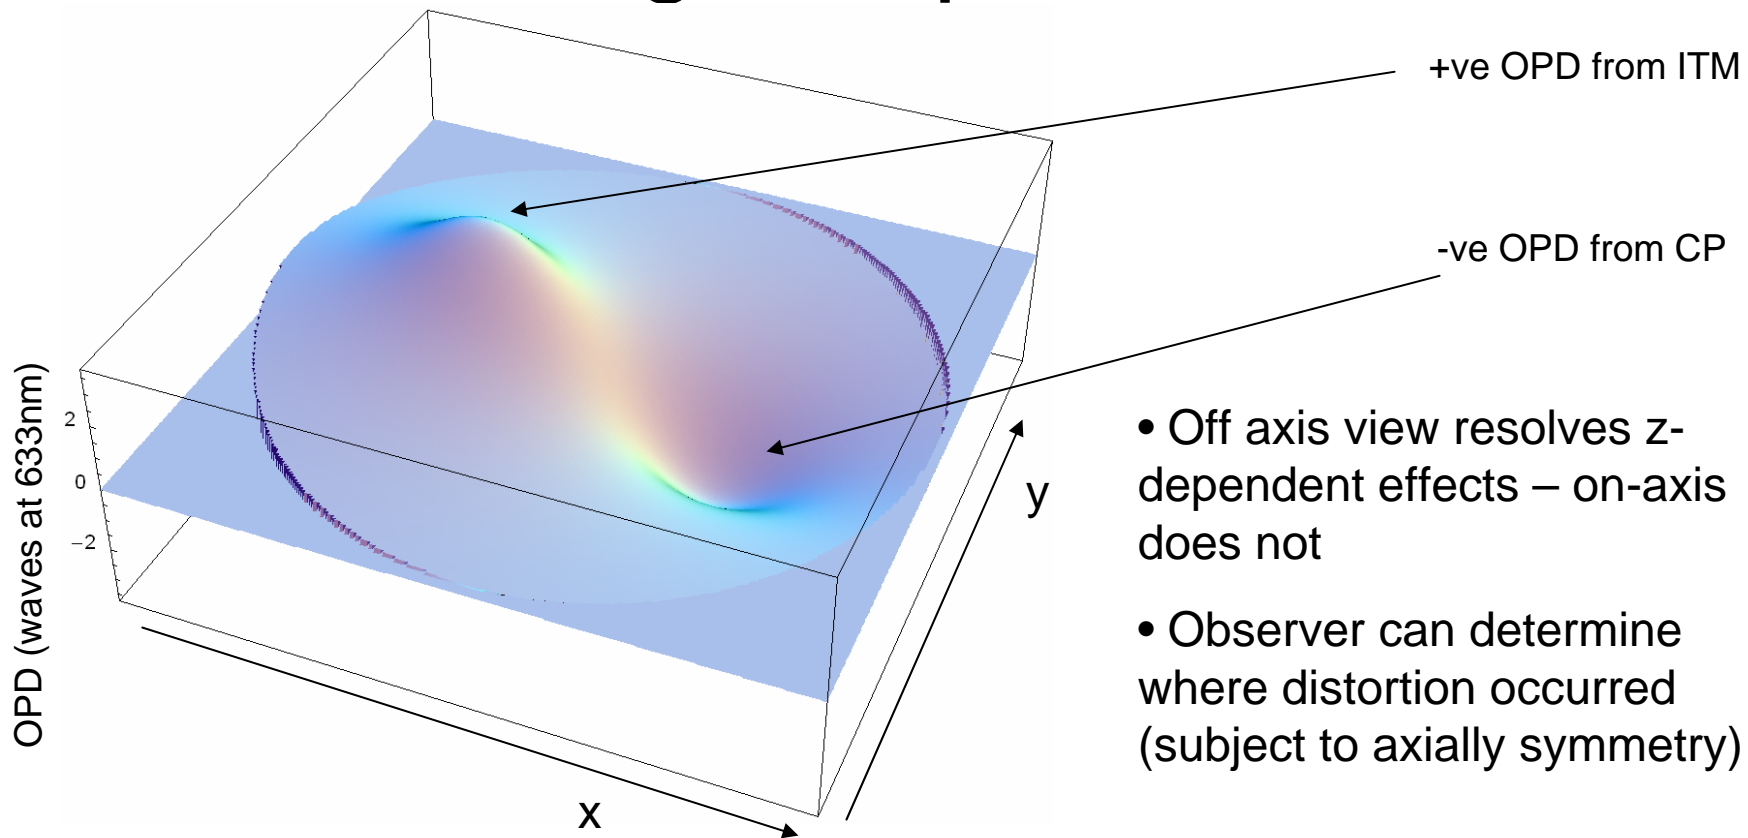 +ve OPD from ITM
-ve OPD from CP
OPD (waves at 633nm)
2
0
−2
x
y
• Off axis view resolves z-
dependent effects – on-axis
does not
• Observer can determine
where distortion occurred
(subject to axially symmetry)